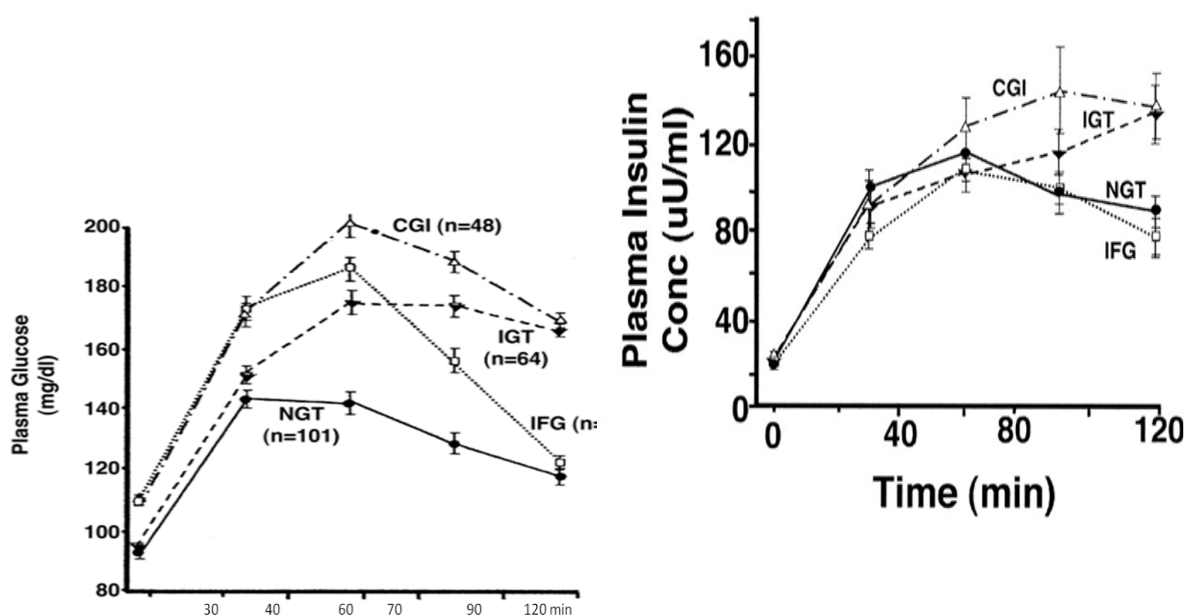 200
180
160
140
120
100
80
Plasma Glucose
(mg/dl)
CGI (n=48)
IGT
(n=64)
NGT
(n=101)
IFG (n=
30 40 60 70 90 120 min
160
120
80
40
0
Plasma Insulin
Conc (uU/ml)
CGI
IGT
NGT
IFG
0 40 80 120
Time (min)